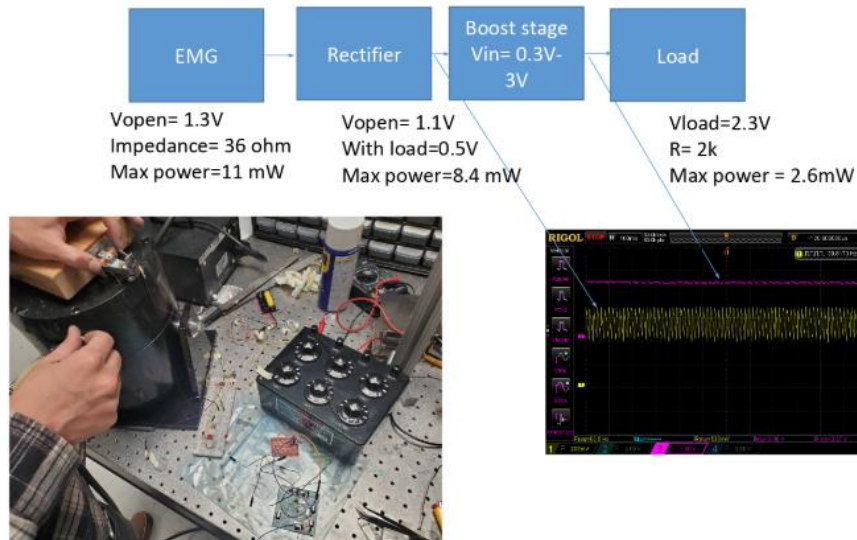 EMG
Rectifier
Boost stage
Vin= 0.3V-
3V
Load
Vopen= 1.3V
Impedance= 36 ohm
Max power=11 mW
Vopen= 1.1V
With load=0.5V
Max power=8.4 mW
Vload=2.3V
R= 2k
Max power = 2.6mW
RIGOL